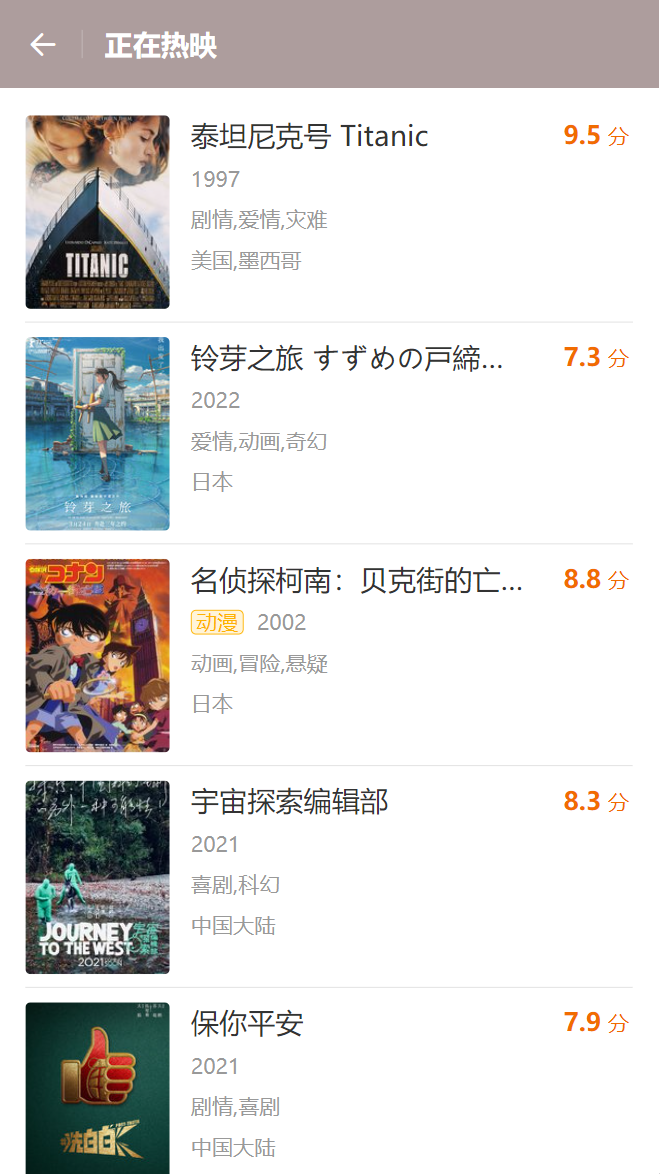 正在热映
TITANIC
泰坦尼克号 Titanic
9.5 分
1997
剧情,爱情,灾难
美国,墨西哥
铃芽之旅
铃芽之旅 すずめの戸締...
7.3 分
2022
爱情,动画,奇幻
日本
コナン
名侦探柯南：贝克街的亡...
8.8 分
动漫 2002
动画,冒险,悬疑
日本
JOURNEY
TO THE WEST
2021
宇宙探索编辑部
8.3 分
2021
喜剧,科幻
中国大陆
保你平安
7.9 分
2021
剧情,喜剧
中国大陆